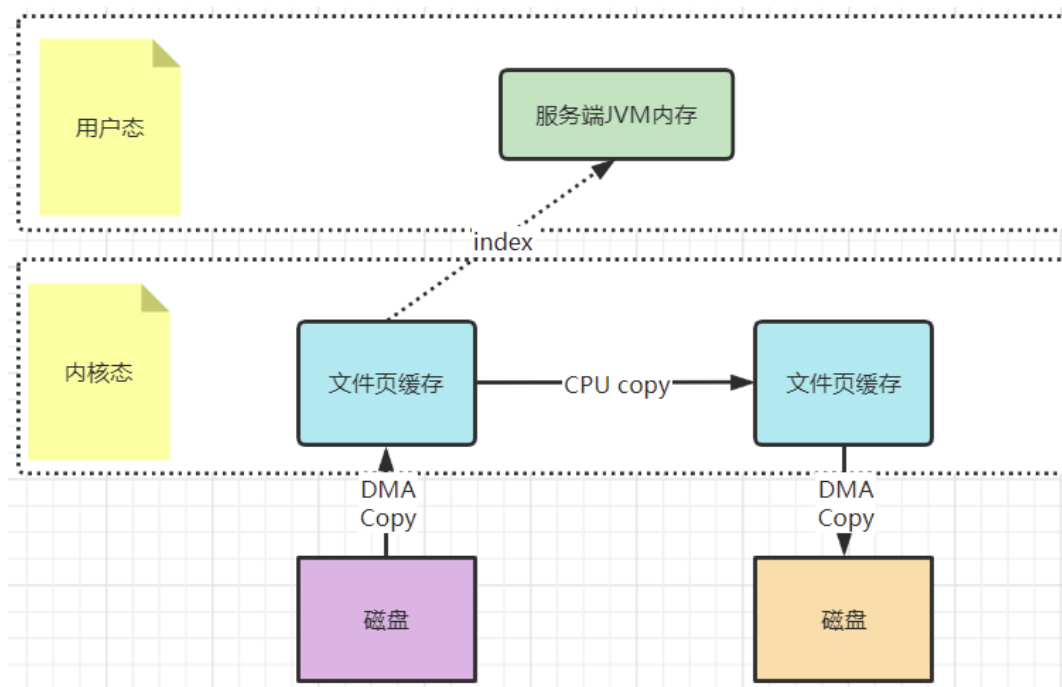 用户态
服务端JVM内存
index
内核态
文件页缓存
CPU copy
文件页缓存
DMA
Copy
DMA
Copy
磁盘
磁盘